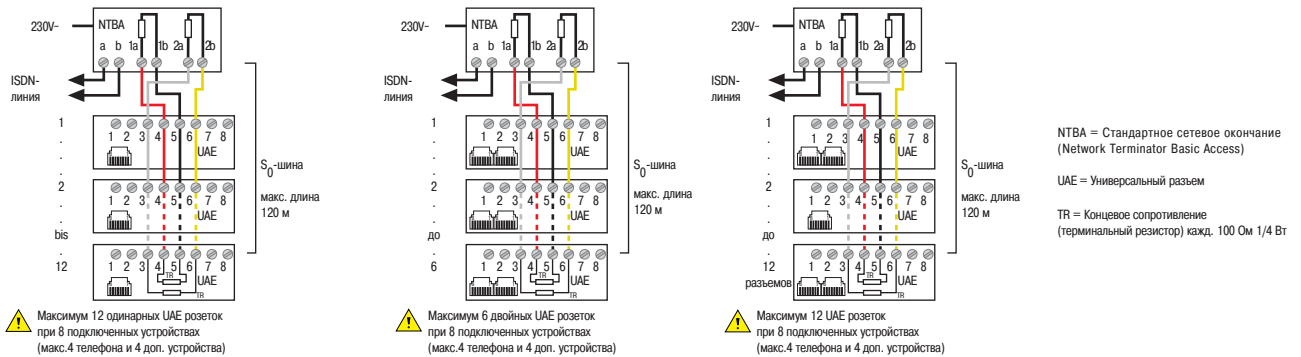 230V~ NTBA
a b 1a 1b 2a 2b
ISDN-
линия
1
1 2 3 4 5 6 7 8
UAE
.
.
.
2
1 2 3 4 5 6 7 8
UAE
.
.
bis
.
12
1 2 3 4 5 6 7 8
TR
UAE
TR
S0-шина
макс. длина
120 м
Максимум 12 одинарных UAE розеток
при 8 подключенных устройствах
(макс.4 телефона и 4 доп. устройства)
230V~ NTBA
a b 1a 1b 2a 2b
ISDN-
линия
1
1 2 3 4 5 6 7 8
UAE
.
.
.
2
1 2 3 4 5 6 7 8
UAE
.
.
до
.
6
1 2 3 4 5 6 7 8
TR
UAE
TR
S0-шина
макс. длина
120 м
Максимум 6 двойных UAE розеток
при 8 подключенных устройствах
(макс.4 телефона и 4 доп. устройства)
230V~ NTBA
a b 1a 1b 2a 2b
ISDN-
линия
1
1 2 3 4 5 6 7 8
UAE
.
.
.
2
1 2 3 4 5 6 7 8
UAE
.
.
до
.
12
разъемов
1 2 3 4 5 6 7 8
TR
UAE
TR
S0-шина
макс. длина
120 м
Максимум 12 UAE розеток
при 8 подключенных устройствах
(макс.4 телефона и 4 доп. устройства)
NTBA = Стандартное сетевое окончание
(Network Terminator Basic Access)
UAE = Универсальный разъем
TR = Концевое сопротивление
(терминальный резистор) кажд. 100 Ом 1/4 Вт